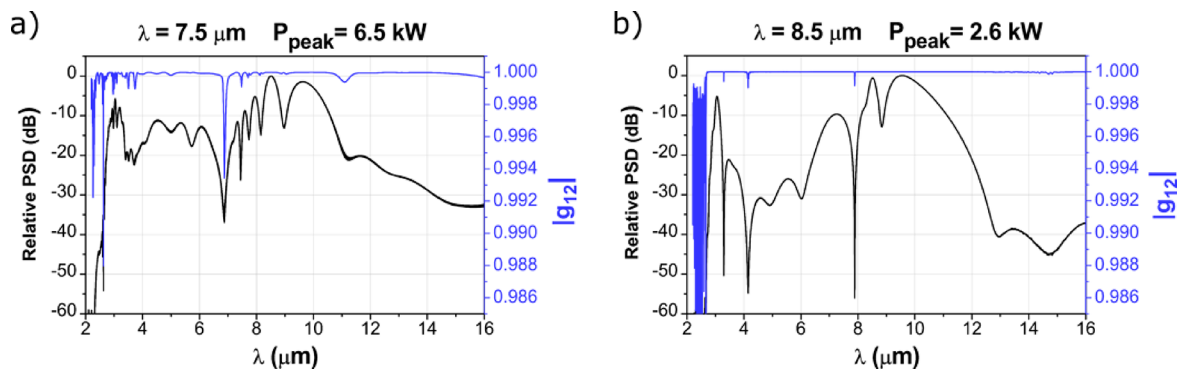 a)
λ = 7.5 μm P_peak= 6.5 kW
0
-10
-20
-30
-40
-50
-60
Relative PSD (dB)
2 4 6 8 10 12 14 16
λ (μm)
1.000
0.998
0.996
0.994
0.992
0.990
0.988
0.986
|g_12|
b)
λ = 8.5 μm P_peak= 2.6 kW
0
-10
-20
-30
-40
-50
-60
Relative PSD (dB)
2 4 6 8 10 12 14 16
λ (μm)
1.000
0.998
0.996
0.994
0.992
0.990
0.988
0.986
|g_12|